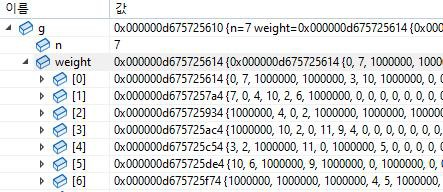 이름 값
g 0x000000d675725610 {n=7 weight=0x000000d675725614 {0x000
n 7
weight 0x000000d675725614 {0x000000d675725614 {0, 7, 1000000, 1000
[0] 0x000000d675725614 {0, 7, 1000000, 1000000, 3, 10, 1000000, 0, 0,
[1] 0x000000d6757257a4 {7, 0, 4, 10, 2, 6, 1000000, 0, 0, 0, 0, 0, 0, 0,
[2] 0x000000d675725934 {1000000, 4, 0, 2, 1000000, 1000000, 1000
[3] 0x000000d675725ac4 {1000000, 10, 2, 0, 11, 9, 4, 0, 0, 0, 0, 0, 0,
[4] 0x000000d675725c54 {3, 2, 1000000, 11, 0, 1000000, 5, 0, 0, 0, 0,
[5] 0x000000d675725de4 {10, 6, 1000000, 9, 1000000, 0, 1000000, 0,
[6] 0x000000d675725f74 {1000000, 1000000, 1000000, 4, 5, 1000000,